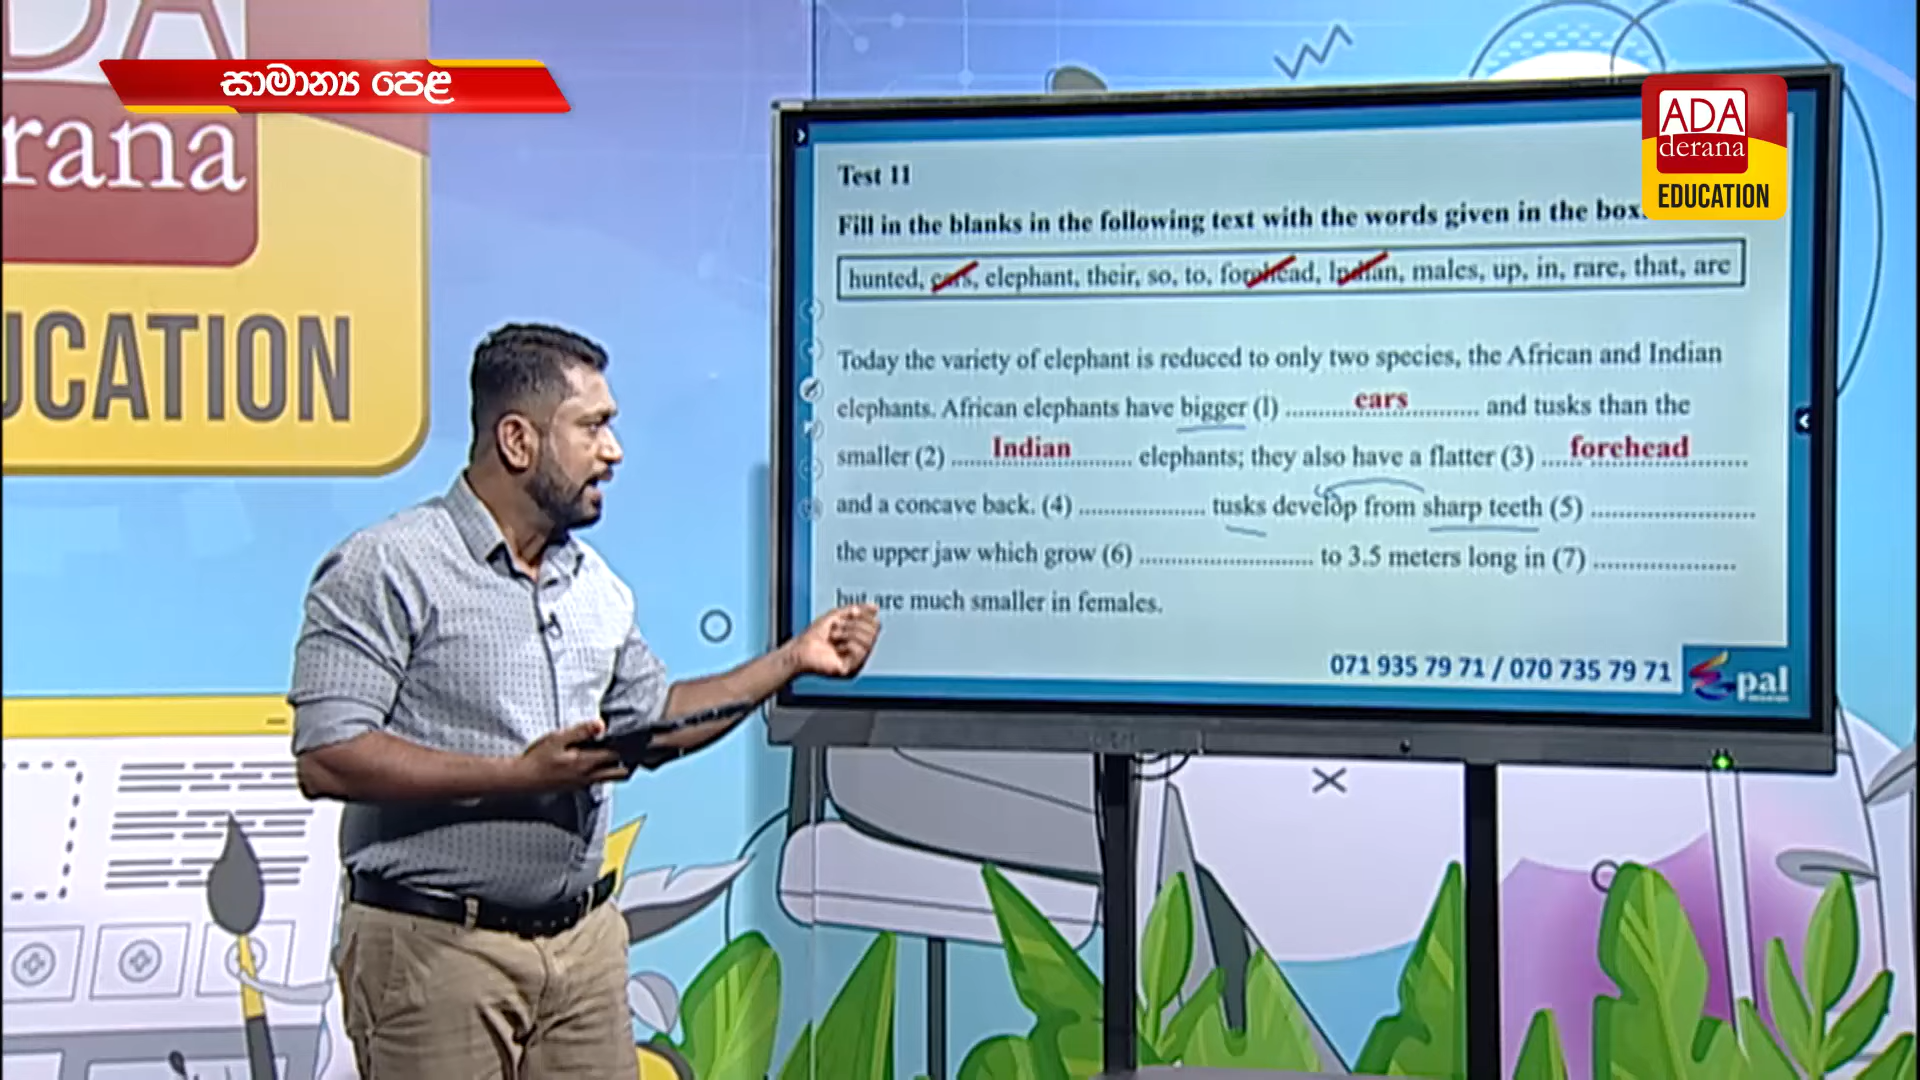 සාමාන්‍ය පෙළ
DA
erana
UCATION
ADA
derana
EDUCATION
Test 11
Fill in the blanks in the following text with the words given in the box.
hunted, ears, elephant, their, so, to, forehead, Indian, males, up, in, rare, that, are
Today the variety of elephant is reduced to only two species, the African and Indian
elephants. African elephants have bigger (1) .................. ears .................. and tusks than the
smaller (2) .................. Indian .................. elephants; they also have a flatter (3) .................. forehead ..................
and a concave back. (4) .................. tusks develop from sharp teeth (5) ..................
the upper jaw which grow (6) .................. to 3.5 meters long in (7) ..................
but are much smaller in females.
071 935 79 71 / 070 735 79 71
pal